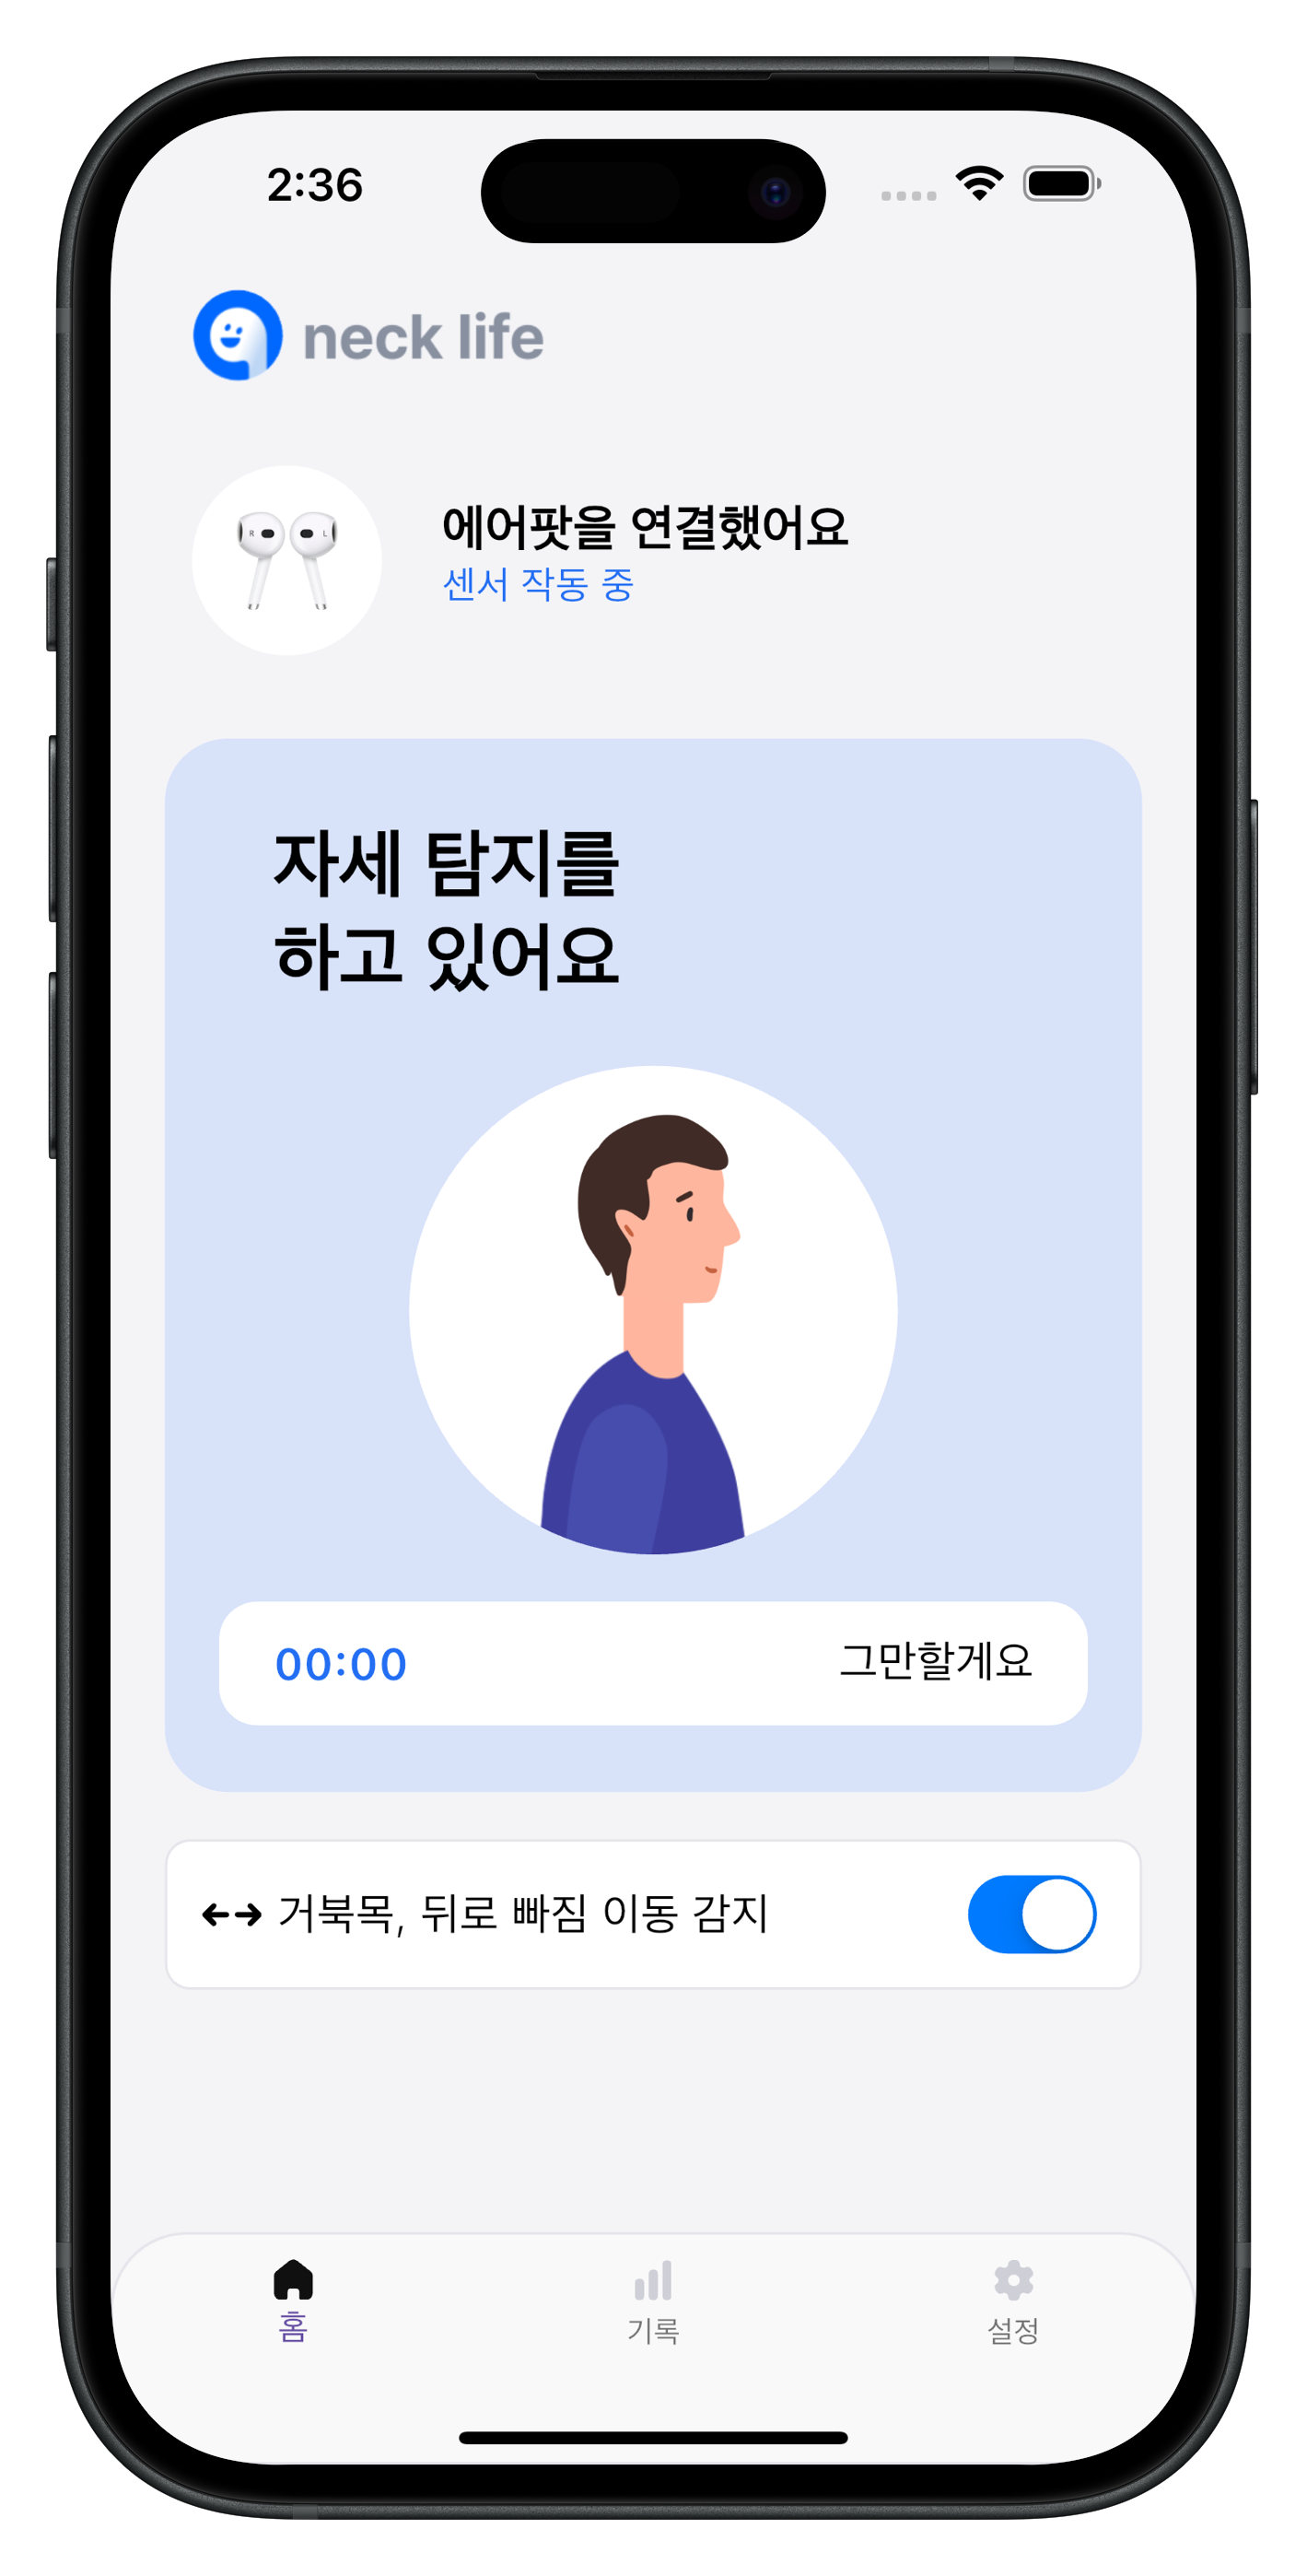 2:36
neck life
R L
에어팟을 연결했어요
센서 작동 중
자세 탐지를
하고 있어요
00:00 그만할게요
거북목, 뒤로 빠짐 이동 감지
홈 기록 설정